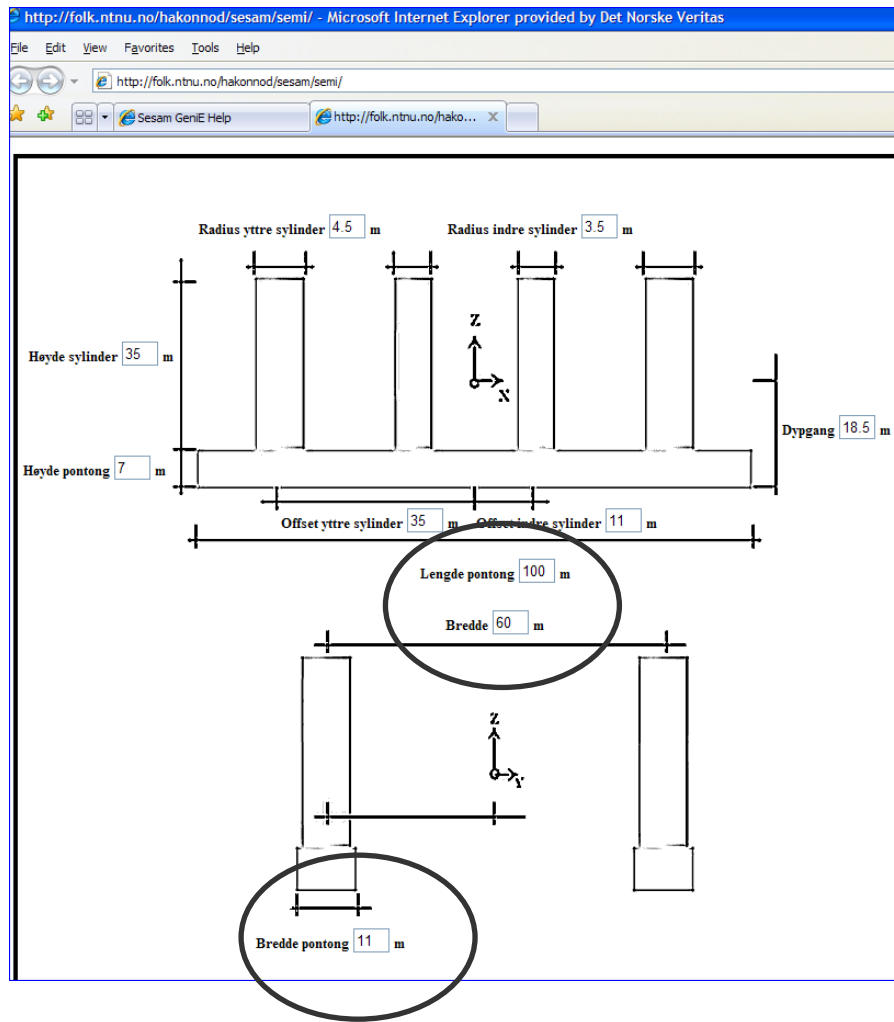 http://folk.ntnu.no/hakonnod/sesam/semi/ - Microsoft Internet Explorer provided by Det Norske Veritas
File Edit View Favorites Tools Help
http://folk.ntnu.no/hakonnod/sesam/semi/
Sesam GeniE Help http://folk.ntnu.no/hako... X
Radius yttre sylinder 4.5 m Radius indre sylinder 3.5 m
Z
X
Høyde sylinder 35 m
Dypgang 18.5 m
Høyde pontong 7 m
Offset yttre sylinder 35 m Offset indre sylinder 11 m
Lengde pontong 100 m
Bredde 60 m
Z
Y
Bredde pontong 11 m